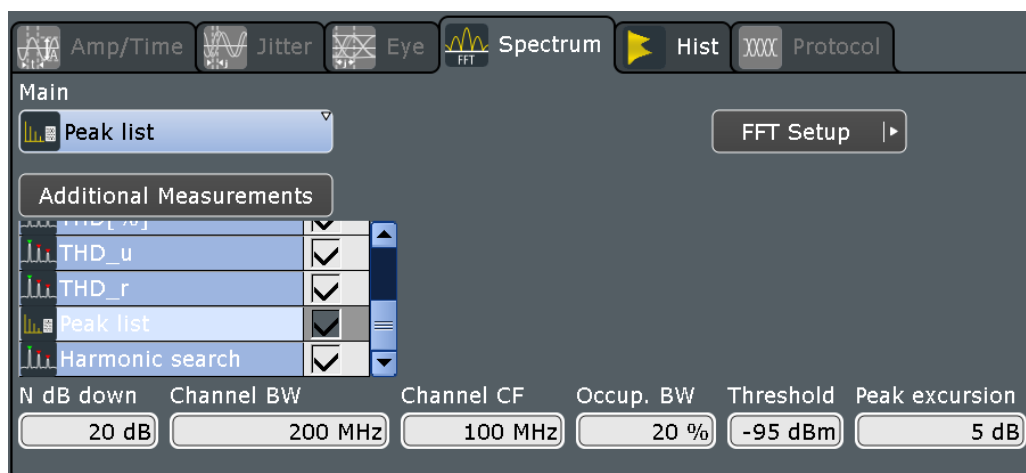 Amp/Time Jitter Eye FFT Spectrum Hist Protocol
Main
Peak list
FFT Setup
Additional Measurements
THD[%]
THD_u
THD_r
Peak list
Harmonic search
N dB down Channel BW Channel CF Occup. BW Threshold Peak excursion
20 dB 200 MHz 100 MHz 20 % -95 dBm 5 dB